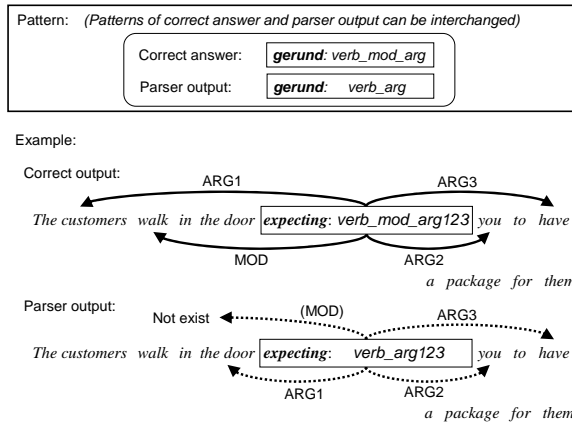 Pattern: (Patterns of correct answer and parser output can be interchanged)
Correct answer: gerund: verb_mod_arg
Parser output: gerund: verb_arg
Example:
Correct output:
ARG1 ARG3
The customers walk in the door expecting: verb_mod_arg123 you to have
MOD ARG2
a package for them
Parser output:
Not exist (MOD) ARG3
The customers walk in the door expecting: verb_arg123 you to have
ARG1 ARG2
a package for them